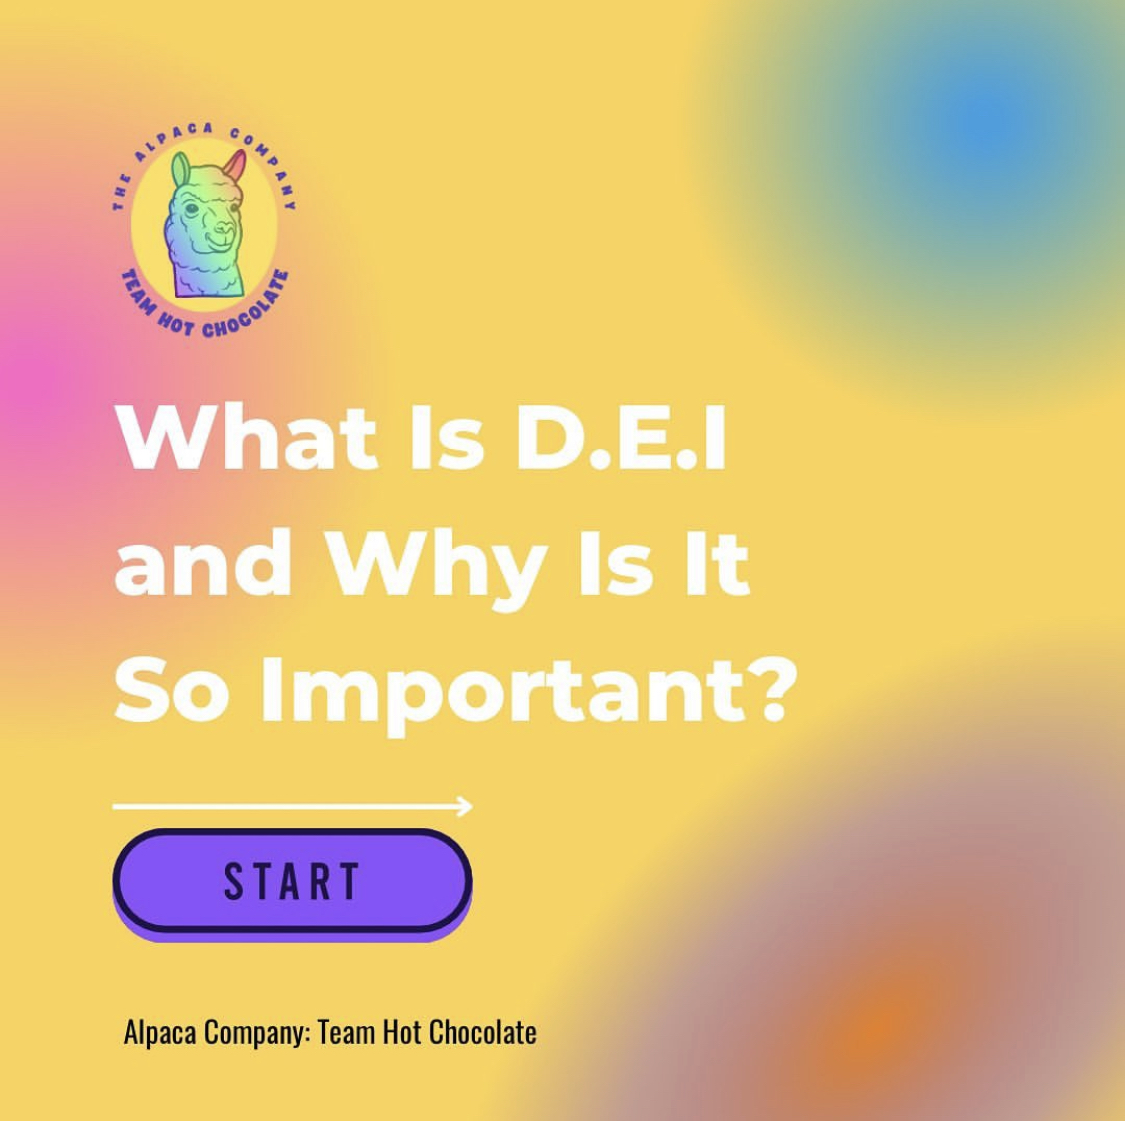 THE ALPACA COMPANY
TEAM HOT CHOCOLATE
What Is D.E.I
and Why Is It
So Important?
START
Alpaca Company: Team Hot Chocolate